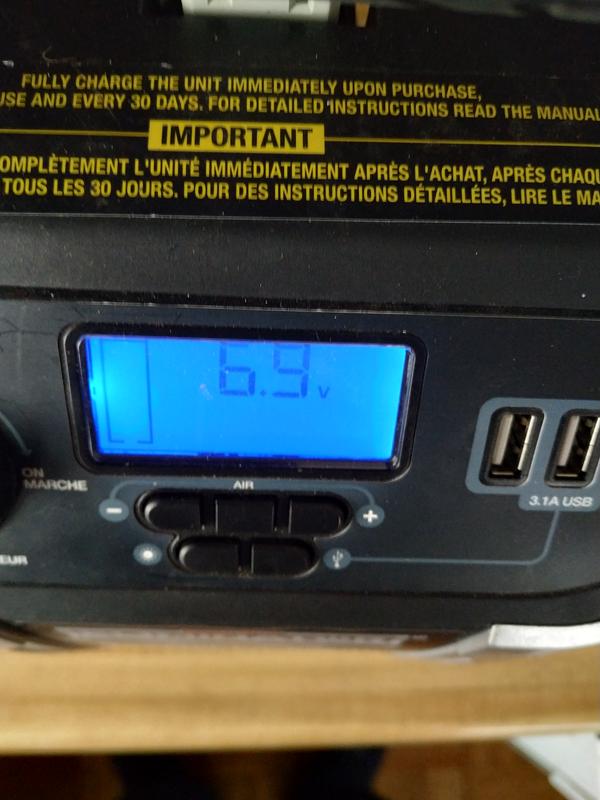 FULLY CHARGE THE UNIT IMMEDIATELY UPON PURCHASE,
USE AND EVERY 30 DAYS. FOR DETAILED INSTRUCTIONS READ THE MANUAL
IMPORTANT
OMPLÈTEMENT L'UNITÉ IMMÉDIATEMENT APRÈS L'ACHAT, APRÈS CHAQU
TOUS LES 30 JOURS. POUR DES INSTRUCTIONS DÉTAILLÉES, LIRE LE MA
6.9 v
ON
MARCHE
AIR
- +
3.1A USB
EUR